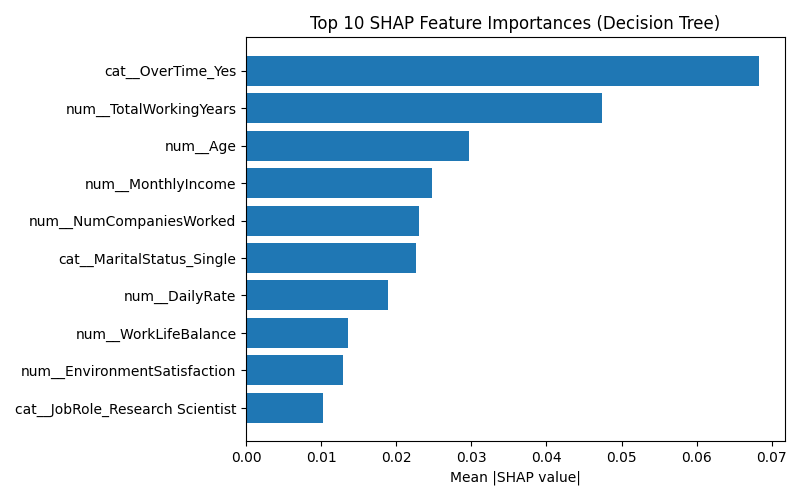 Top 10 SHAP Feature Importances (Decision Tree)
cat__OverTime_Yes
num__TotalWorkingYears
num__Age
num__MonthlyIncome
num__NumCompaniesWorked
cat__MaritalStatus_Single
num__DailyRate
num__WorkLifeBalance
num__EnvironmentSatisfaction
cat__JobRole_Research Scientist
0.00 0.01 0.02 0.03 0.04 0.05 0.06 0.07
Mean |SHAP value|